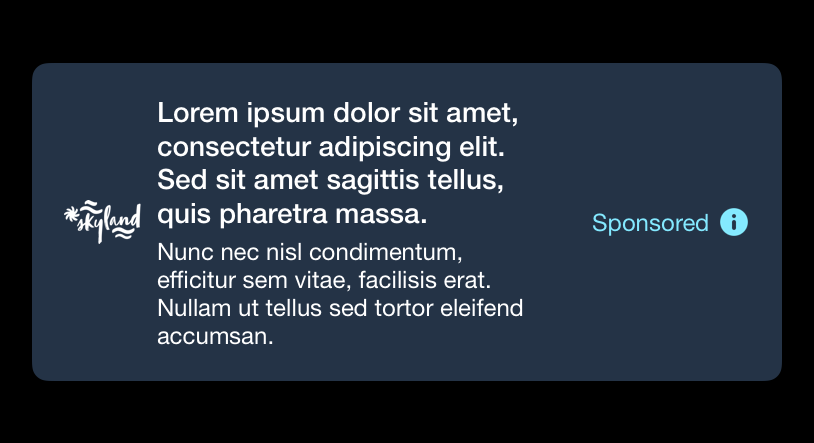 Lorem ipsum dolor sit amet,
consectetur adipiscing elit.
Sed sit amet sagittis tellus,
quis pharetra massa.
Nunc nec nisl condimentum,
efficitur sem vitae, facilisis erat.
Nullam ut tellus sed tortor eleifend
accumsan.
skyland
Sponsored